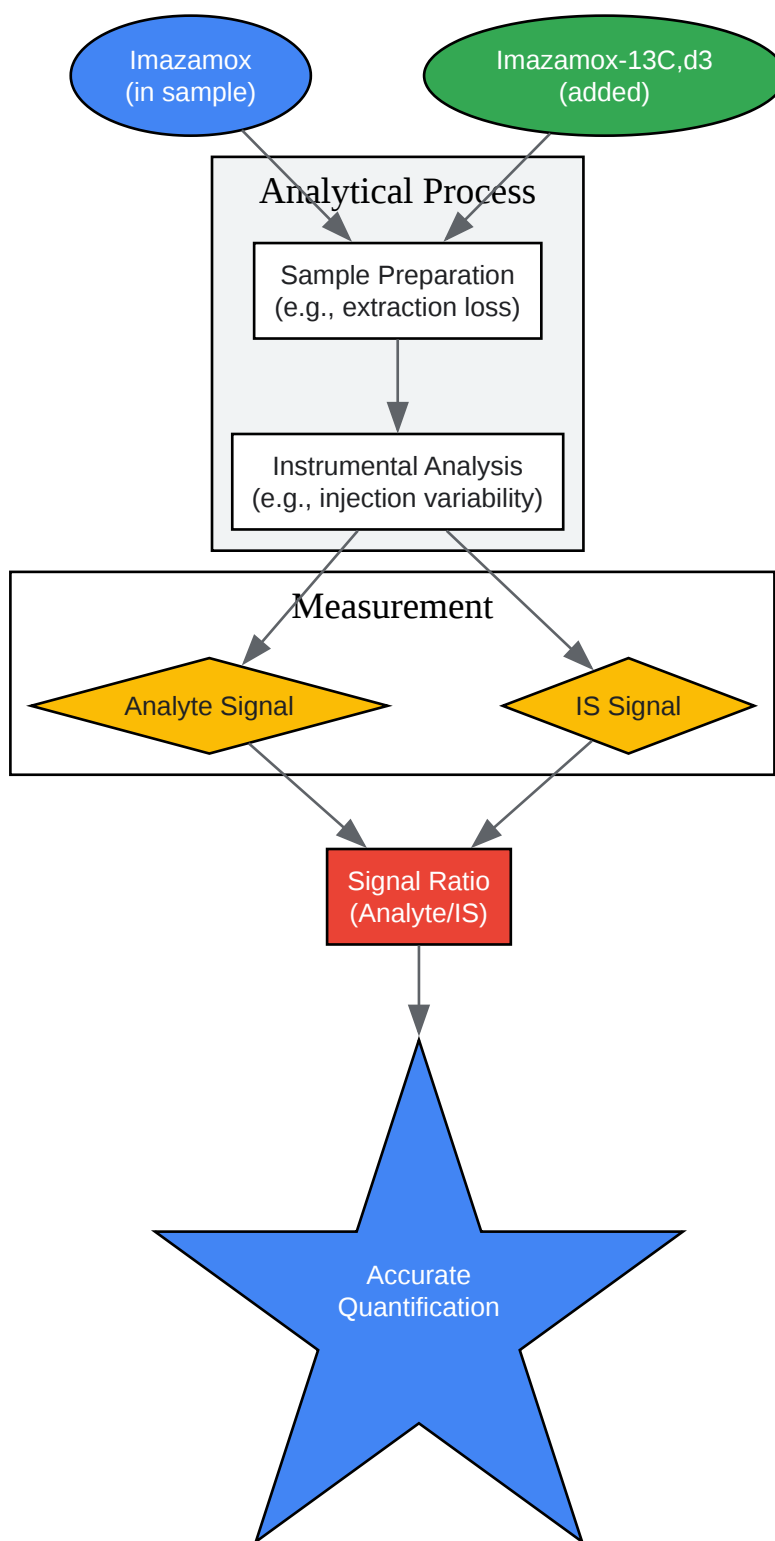 Imazamox
(in sample)
Imazamox-13C,d3
(added)
Analytical Process
Sample Preparation
(e.g., extraction loss)
Instrumental Analysis
(e.g., injection variability)
Measurement
Analyte Signal
IS Signal
Signal Ratio
(Analyte/IS)
Accurate
Quantification